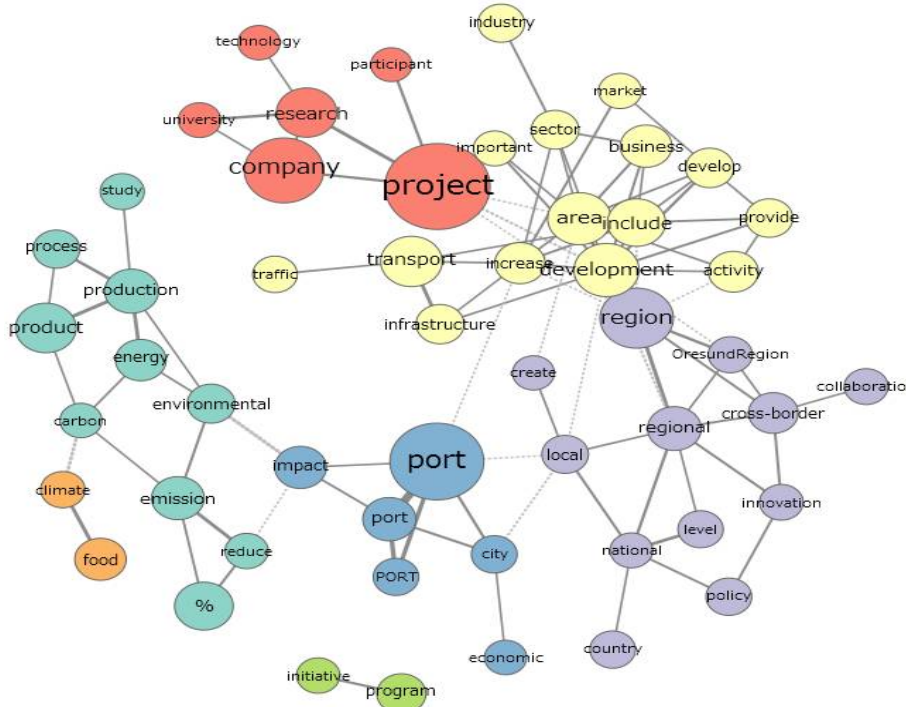 industry
technology
participant
market
research
university
sector
important
business
company
develop
project
study
area
include
provide
process
transport
increase
traffic
development
activity
production
product
infrastructure
region
energy
OresundRegion
create
collaboratio
environmental
carbon
cross-border
regional
local
port
impact
climate
emission
innovation
port
level
city
reduce
national
food
PORT
policy
%
country
economic
initiative
program